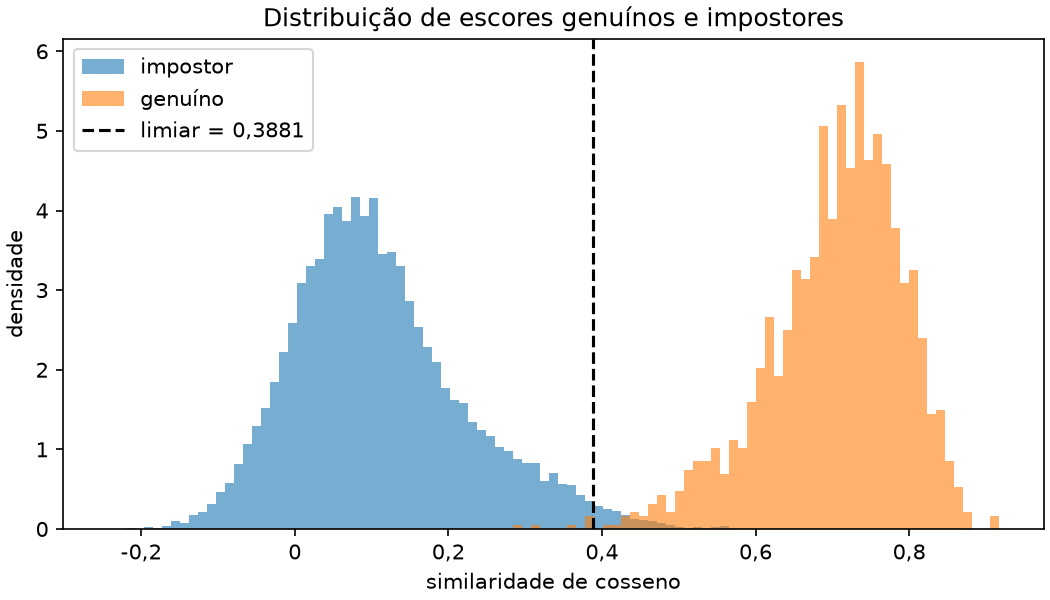 Distribuição de escores genuínos e impostores
impostor
genuíno
limiar = 0,3881
densidade
6
5
4
3
2
1
0
-0,2
0
0,2
0,4
0,6
0,8
similaridade de cosseno